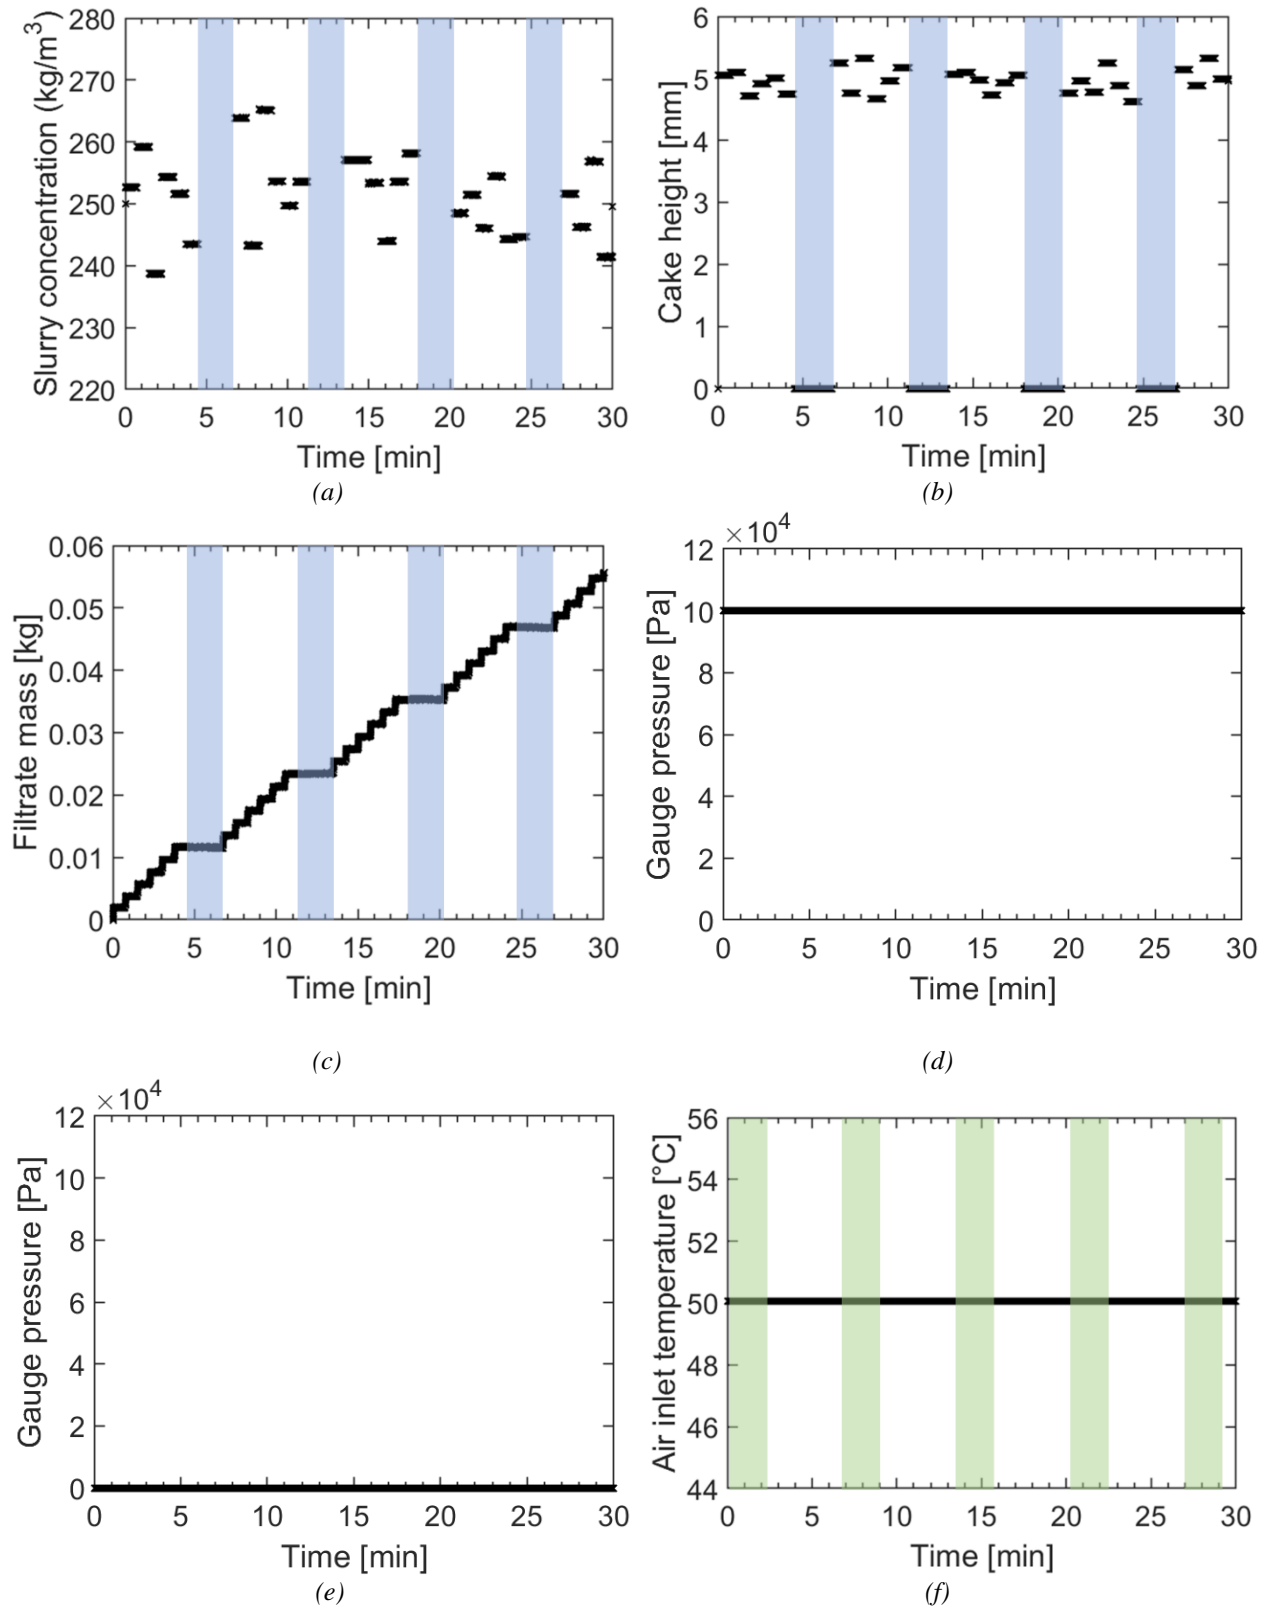 Slurry concentration (kg/m³)
280
270
260
250
240
230
220
0 5 10 15 20 25 30
Time [min]
(a)
Cake height [mm]
6
5
4
3
2
1
0
0 5 10 15 20 25 30
Time [min]
(b)
Filtrate mass [kg]
0.06
0.05
0.04
0.03
0.02
0.01
0
0 5 10 15 20 25 30
Time [min]
(c)
×10⁴
Gauge pressure [Pa]
12
10
8
6
4
2
0
0 5 10 15 20 25 30
Time [min]
(d)
×10⁴
Gauge pressure [Pa]
12
10
8
6
4
2
0
0 5 10 15 20 25 30
Time [min]
(e)
Air inlet temperature [°C]
56
54
52
50
48
46
44
0 5 10 15 20 25 30
Time [min]
(f)